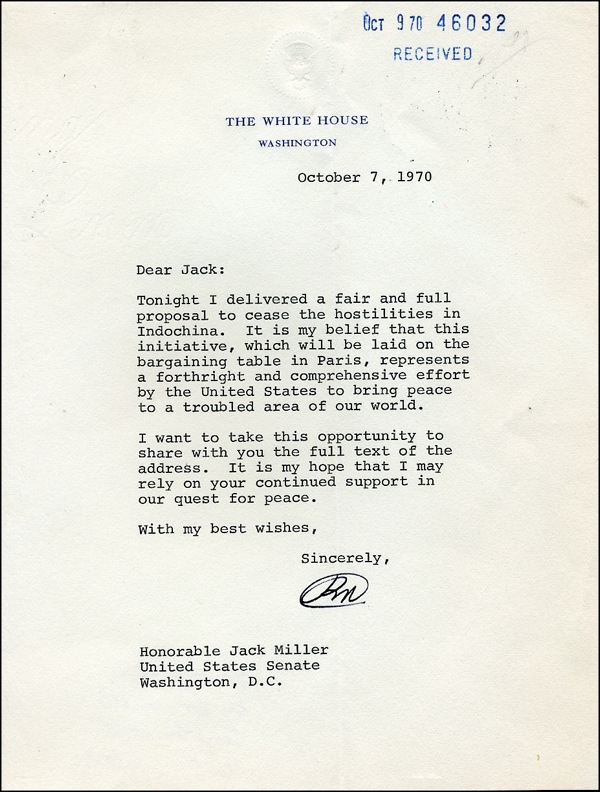 OCT 9 70 46032
RECEIVED
THE WHITE HOUSE
WASHINGTON
October 7, 1970
Dear Jack:
Tonight I delivered a fair and full
proposal to cease the hostilities in
Indochina. It is my belief that this
initiative, which will be laid on the
bargaining table in Paris, represents
a forthright and comprehensive effort
by the United States to bring peace
to a troubled area of our world.
I want to take this opportunity to
share with you the full text of the
address. It is my hope that I may
rely on your continued support in
our quest for peace.
With my best wishes,
Sincerely,
RN
Honorable Jack Miller
United States Senate
Washington, D.C.